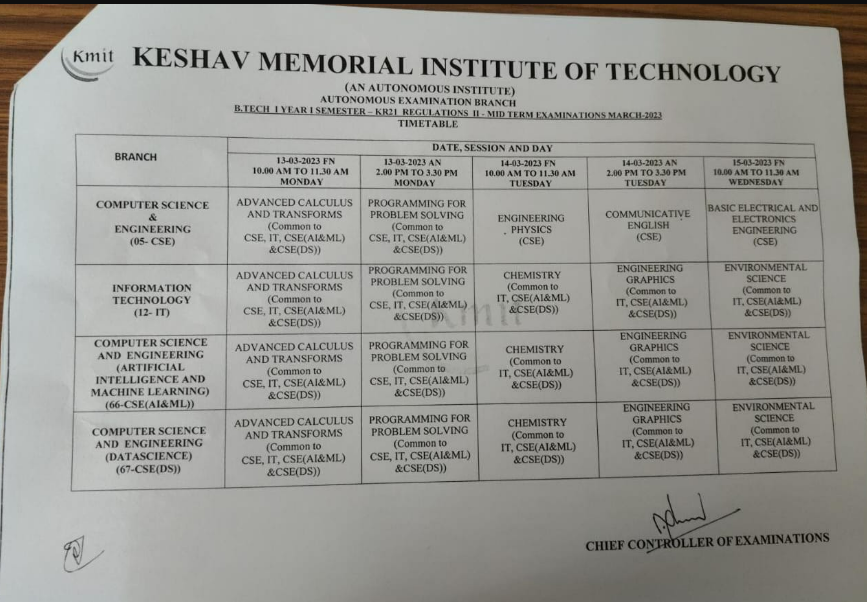 Kmit
KESHAV MEMORIAL INSTITUTE OF TECHNOLOGY
(AN AUTONOMOUS INSTITUTE)
AUTONOMOUS EXAMINATION BRANCH
B.TECH I YEAR I SEMESTER – KR21 REGULATIONS II - MID TERM EXAMINATIONS MARCH-2023
TIMETABLE
BRANCH
DATE, SESSION AND DAY
13-03-2023 FN
10.00 AM TO 11.30 AM
MONDAY
13-03-2023 AN
2.00 PM TO 3.30 PM
MONDAY
14-03-2023 FN
10.00 AM TO 11.30 AM
TUESDAY
14-03-2023 AN
2.00 PM TO 3.30 PM
TUESDAY
15-03-2023 FN
10.00 AM TO 11.30 AM
WEDNESDAY
COMPUTER SCIENCE
&
ENGINEERING
(05- CSE)
ADVANCED CALCULUS
AND TRANSFORMS
(Common to
CSE, IT, CSE(AI&ML)
&CSE(DS))
PROGRAMMING FOR
PROBLEM SOLVING
(Common to
CSE, IT, CSE(AI&ML)
&CSE(DS))
ENGINEERING
PHYSICS
(CSE)
COMMUNICATIVE
ENGLISH
(CSE)
BASIC ELECTRICAL AND
ELECTRONICS
ENGINEERING
(CSE)
INFORMATION
TECHNOLOGY
(12- IT)
ADVANCED CALCULUS
AND TRANSFORMS
(Common to
CSE, IT, CSE(AI&ML)
&CSE(DS))
PROGRAMMING FOR
PROBLEM SOLVING
(Common to
CSE, IT, CSE(AI&ML)
&CSE(DS))
CHEMISTRY
(Common to
IT, CSE(AI&ML)
&CSE(DS))
ENGINEERING
GRAPHICS
(Common to
IT, CSE(AI&ML)
&CSE(DS))
ENVIRONMENTAL
SCIENCE
(Common to
IT, CSE(AI&ML)
&CSE(DS))
COMPUTER SCIENCE
AND ENGINEERING
(ARTIFICIAL
INTELLIGENCE AND
MACHINE LEARNING)
(66-CSE(AI&ML))
ADVANCED CALCULUS
AND TRANSFORMS
(Common to
CSE, IT, CSE(AI&ML)
&CSE(DS))
PROGRAMMING FOR
PROBLEM SOLVING
(Common to
CSE, IT, CSE(AI&ML)
&CSE(DS))
CHEMISTRY
(Common to
IT, CSE(AI&ML)
&CSE(DS))
ENGINEERING
GRAPHICS
(Common to
IT, CSE(AI&ML)
&CSE(DS))
ENVIRONMENTAL
SCIENCE
(Common to
IT, CSE(AI&ML)
&CSE(DS))
COMPUTER SCIENCE
AND ENGINEERING
(DATASCIENCE)
(67-CSE(DS))
ADVANCED CALCULUS
AND TRANSFORMS
(Common to
CSE, IT, CSE(AI&ML)
&CSE(DS))
PROGRAMMING FOR
PROBLEM SOLVING
(Common to
CSE, IT, CSE(AI&ML)
&CSE(DS))
CHEMISTRY
(Common to
IT, CSE(AI&ML)
&CSE(DS))
ENGINEERING
GRAPHICS
(Common to
IT, CSE(AI&ML)
&CSE(DS))
ENVIRONMENTAL
SCIENCE
(Common to
IT, CSE(AI&ML)
&CSE(DS))
kmit
CHIEF CONTROLLER OF EXAMINATIONS